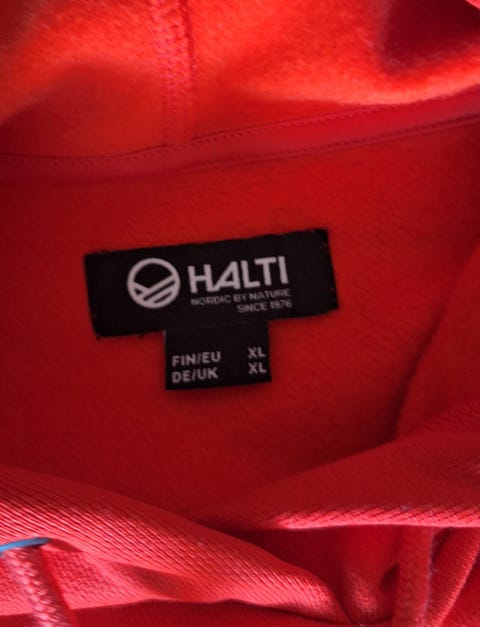 HALTI
NORDIC BY NATURE
SINCE 1976
FIN/EU XL
DE/UK XL